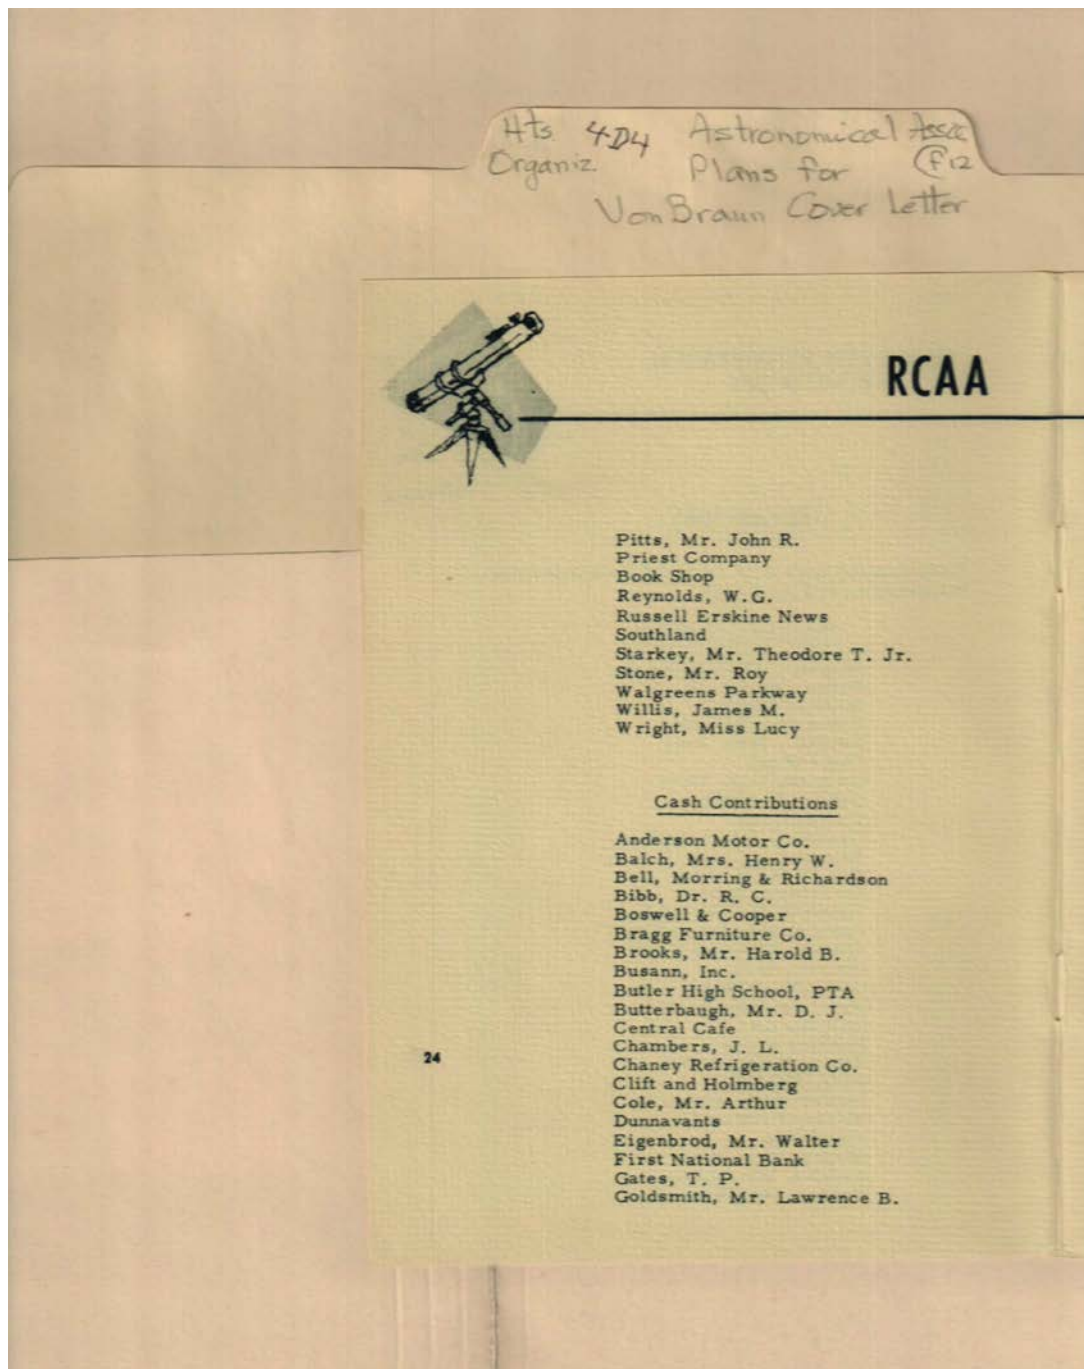 Hts. 4D4 Astronomical Assoc
Organiz. Plans for F12
Von Braun Cover Letter
RCAA
Pitts, Mr. John R.
Priest Company
Book Shop
Reynolds, W.G.
Russell Erskine News
Southland
Starkey, Mr. Theodore T. Jr.
Stone, Mr. Roy
Walgreens Parkway
Willis, James M.
Wright, Miss Lucy
Cash Contributions
Anderson Motor Co.
Balch, Mrs. Henry W.
Bell, Morring & Richardson
Bibb, Dr. R. C.
Boswell & Cooper
Bragg Furniture Co.
Brooks, Mr. Harold B.
Busann, Inc.
Butler High School, PTA
Butterbaugh, Mr. D. J.
Central Cafe
Chambers, J. L.
Chaney Refrigeration Co.
Clift and Holmberg
Cole, Mr. Arthur
Dunnavants
Eigenbrod, Mr. Walter
First National Bank
Gates, T. P.
Goldsmith, Mr. Lawrence B.
24